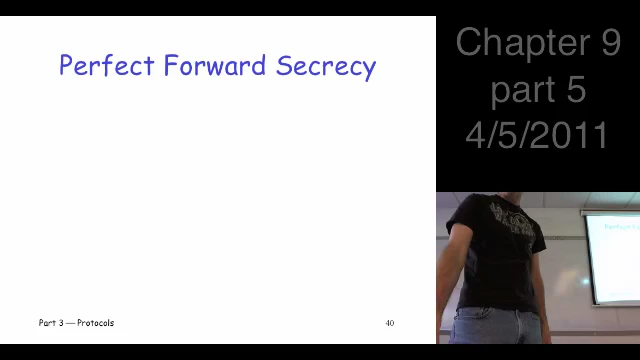 Perfect Forward Secrecy
Part 3 — Protocols
40
Chapter 9
part 5
4/5/2011